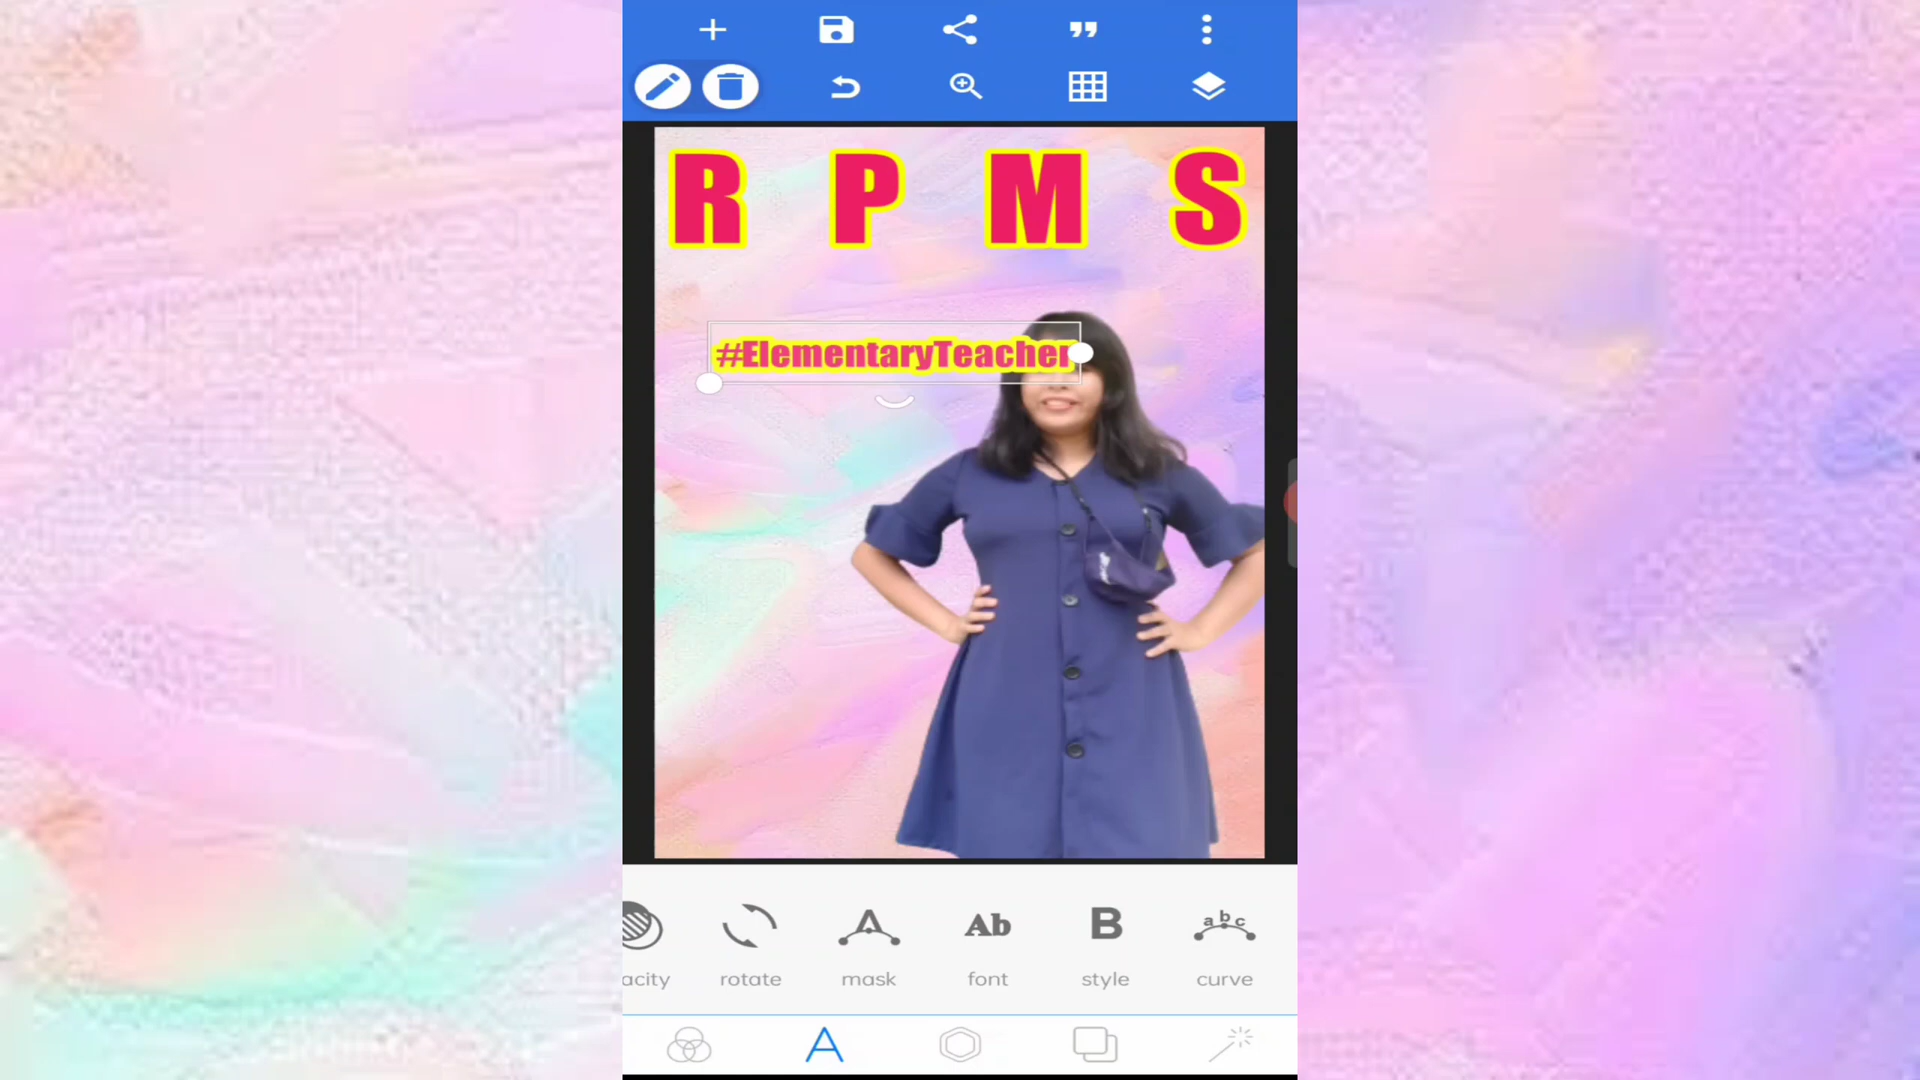 R P M S
#ElementaryTeacher
acity rotate mask font style curve
Ab B abc
A